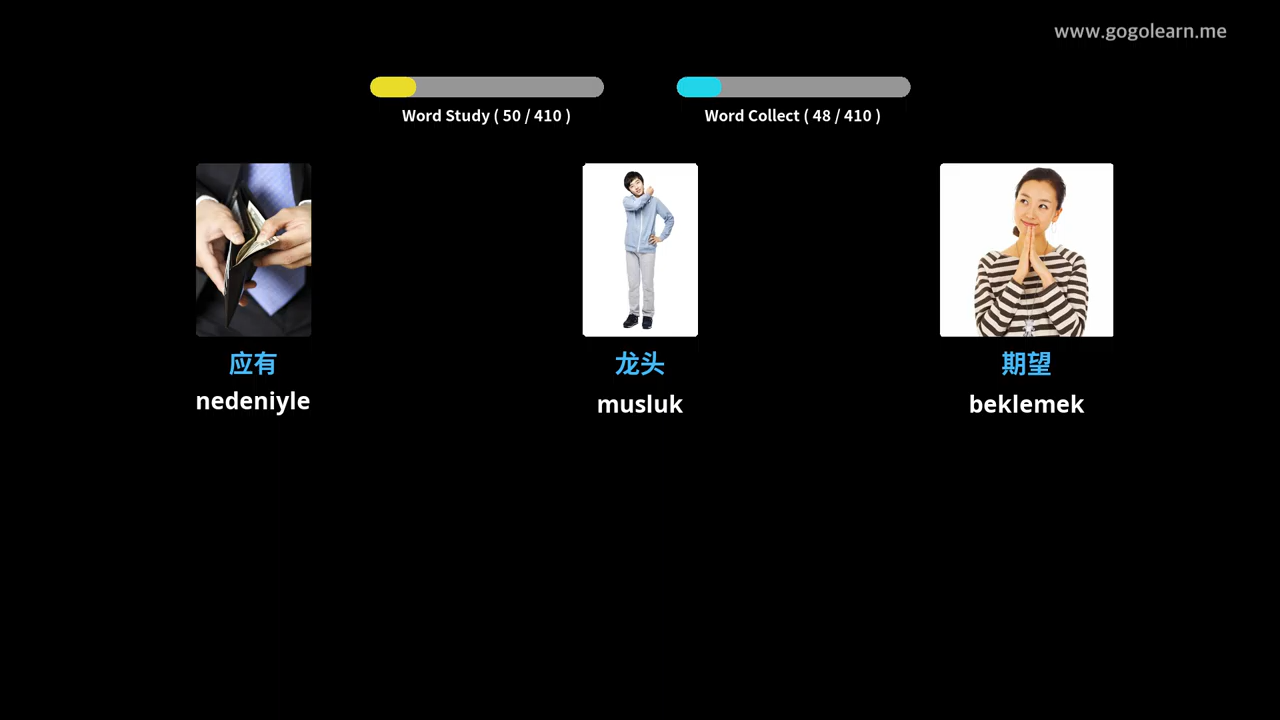 www.gogolearn.me
Word Study ( 50 / 410 )
Word Collect ( 48 / 410 )
应有
龙头
期望
nedeniyle
musluk
beklemek